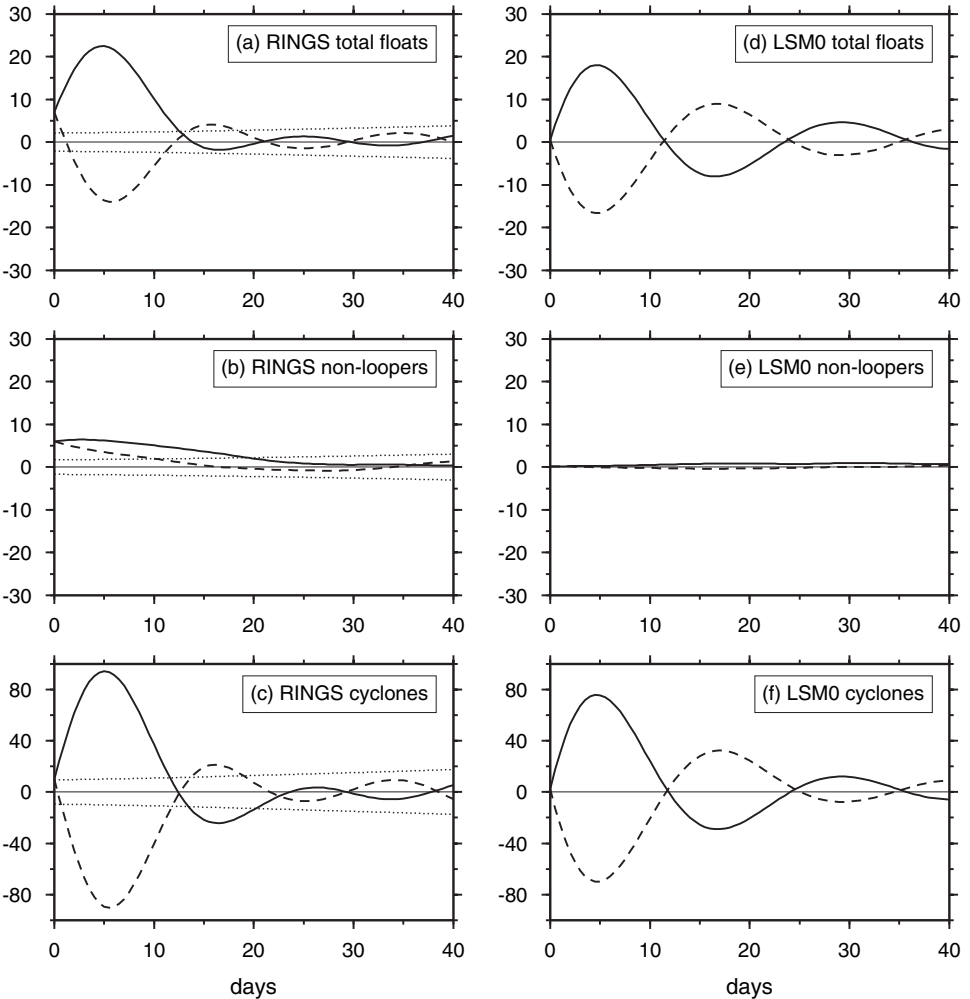 (a) RINGS total floats
30
20
10
0
-10
-20
-30
0 10 20 30 40
(d) LSM0 total floats
30
20
10
0
-10
-20
-30
0 10 20 30 40
(b) RINGS non-loopers
30
20
10
0
-10
-20
-30
0 10 20 30 40
(e) LSM0 non-loopers
30
20
10
0
-10
-20
-30
0 10 20 30 40
(c) RINGS cyclones
80
40
0
-40
-80
0 10 20 30 40
days
(f) LSM0 cyclones
80
40
0
-40
-80
0 10 20 30 40
days